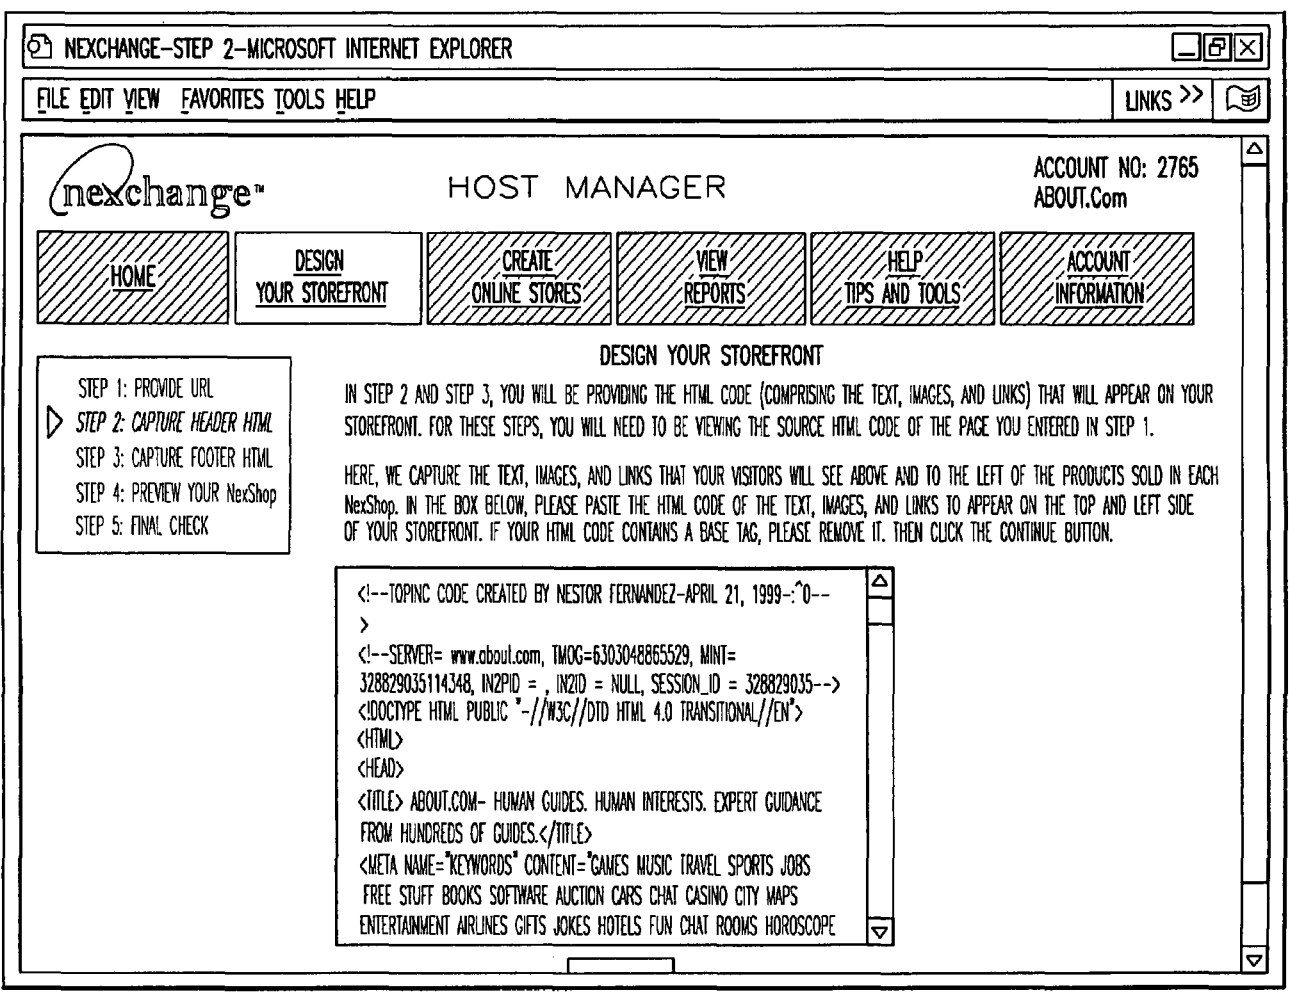 NEXCHANGE-STEP 2-MICROSOFT INTERNET EXPLORER
FILE EDIT VIEW FAVORITES TOOLS HELP
LINKS >>
nexchange™
HOST MANAGER
ACCOUNT NO: 2765
ABOUT.Com
HOME
DESIGN
YOUR STOREFRONT
CREATE
ONLINE STORES
VIEW
REPORTS
HELP
TIPS AND TOOLS
ACCOUNT
INFORMATION
STEP 1: PROVIDE URL
STEP 2: CAPTURE HEADER HTML
STEP 3: CAPTURE FOOTER HTML
STEP 4: PREVIEW YOUR NexShop
STEP 5: FINAL CHECK
DESIGN YOUR STOREFRONT
IN STEP 2 AND STEP 3, YOU WILL BE PROVIDING THE HTML CODE (COMPRISING THE TEXT, IMAGES, AND LINKS) THAT WILL APPEAR ON YOUR
STOREFRONT. FOR THESE STEPS, YOU WILL NEED TO BE VIEWING THE SOURCE HTML CODE OF THE PAGE YOU ENTERED IN STEP 1.
HERE, WE CAPTURE THE TEXT, IMAGES, AND LINKS THAT YOUR VISITORS WILL SEE ABOVE AND TO THE LEFT OF THE PRODUCTS SOLD IN EACH
NexShop. IN THE BOX BELOW, PLEASE PASTE THE HTML CODE OF THE TEXT, IMAGES, AND LINKS TO APPEAR ON THE TOP AND LEFT SIDE
OF YOUR STOREFRONT. IF YOUR HTML CODE CONTAINS A BASE TAG, PLEASE REMOVE IT. THEN CLICK THE CONTINUE BUTTON.
<!--TOPINC CODE CREATED BY NESTOR FERNANDEZ-APRIL 21, 1999-:^0--
>
<!--SERVER= www.about.com, TMOG=6303048865529, MINT=
328829035114348, IN2PID = , IN2ID = NULL, SESSION_ID = 328829035-->
<!DOCTYPE HTML PUBLIC "-//W3C//DTD HTML 4.0 TRANSITIONAL//EN">
<HTML>
<HEAD>
<TITLE> ABOUT.COM- HUMAN GUIDES. HUMAN INTERESTS. EXPERT GUIDANCE
FROM HUNDREDS OF GUIDES.</TITLE>
<META NAME="KEYWORDS" CONTENT="GAMES MUSIC TRAVEL SPORTS JOBS
FREE STUFF BOOKS SOFTWARE AUCTION CARS CHAT CASINO CITY MAPS
ENTERTAINMENT AIRLINES GIFTS JOKES HOTELS FUN CHAT ROOMS HOROSCOPE